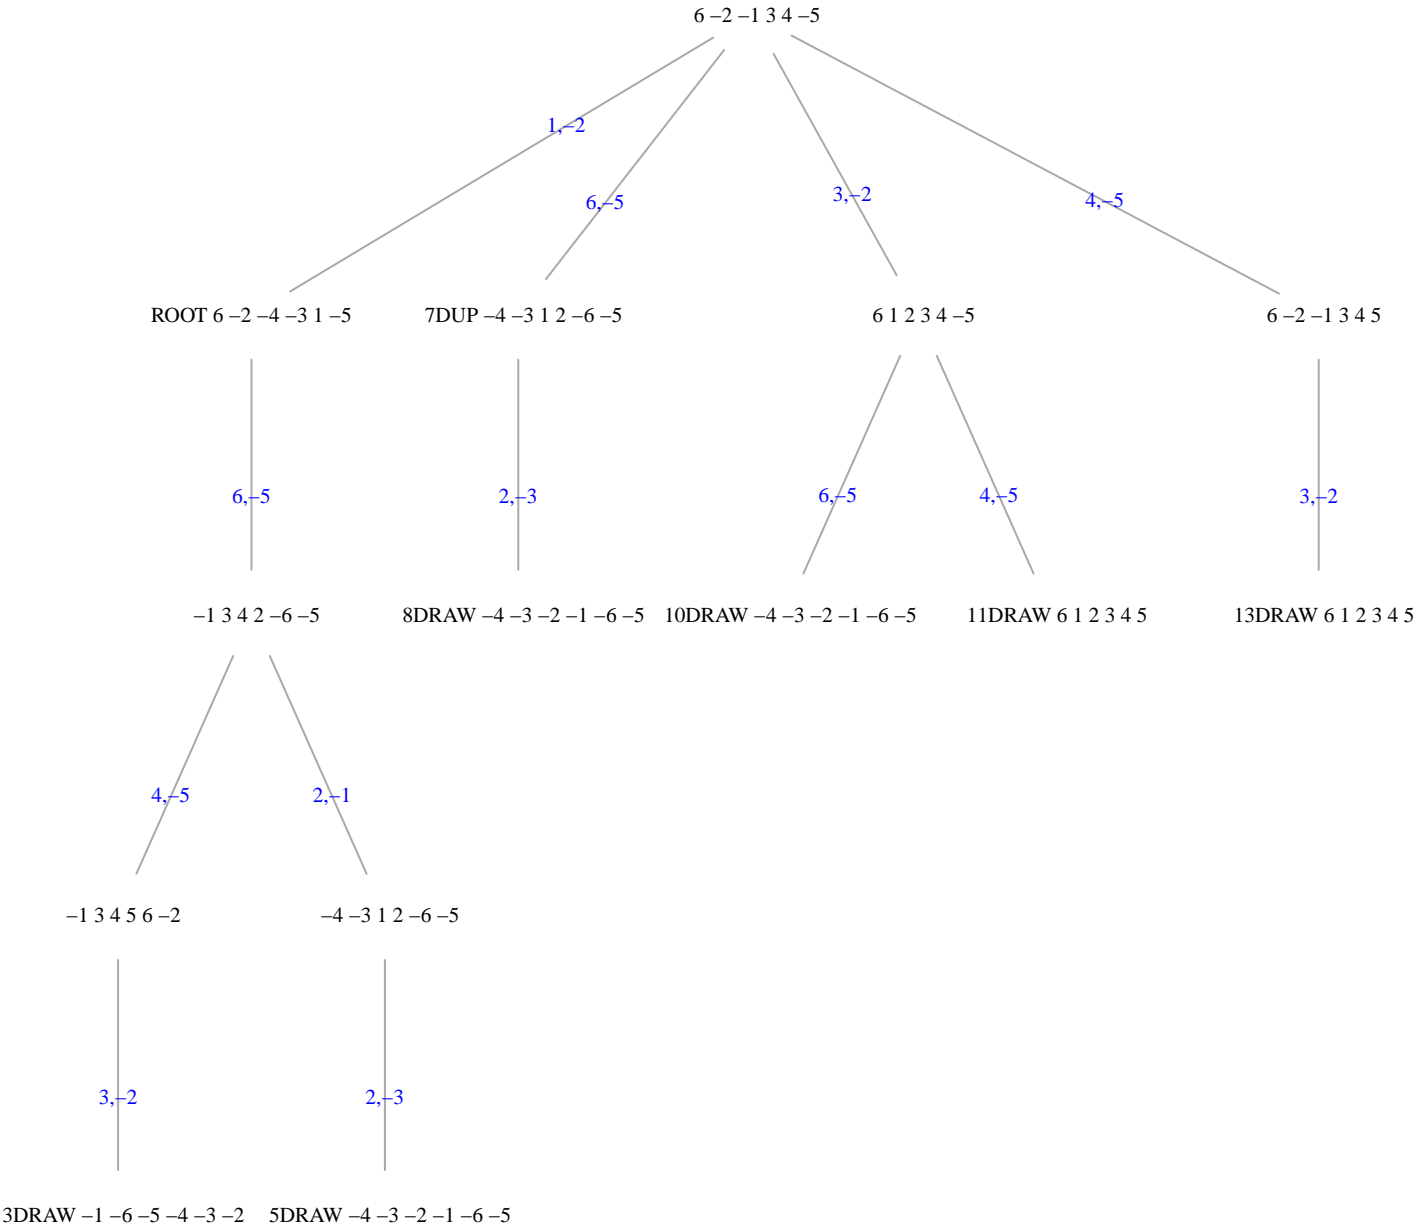 6 –2 –1 3 4 –5
1,–2
6,–5
3,–2
4,–5
ROOT 6 –2 –4 –3 1 –5
7DUP –4 –3 1 2 –6 –5
6 1 2 3 4 –5
6 –2 –1 3 4 5
6,–5
2,–3
6,–5
4,–5
3,–2
–1 3 4 2 –6 –5
8DRAW –4 –3 –2 –1 –6 –5
10DRAW –4 –3 –2 –1 –6 –5
11DRAW 6 1 2 3 4 5
13DRAW 6 1 2 3 4 5
4,–5
2,–1
–1 3 4 5 6 –2
–4 –3 1 2 –6 –5
3,–2
2,–3
3DRAW –1 –6 –5 –4 –3 –2
5DRAW –4 –3 –2 –1 –6 –5